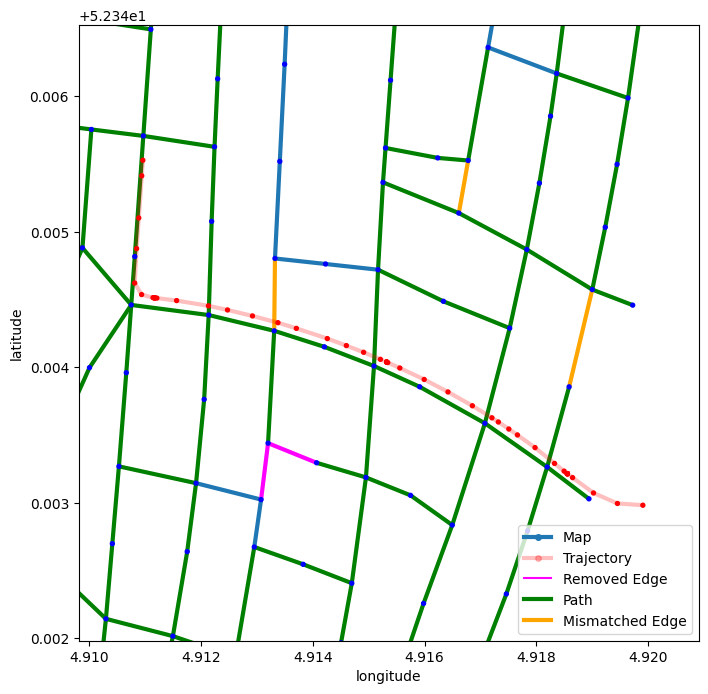 +5.234e1
0.006
0.005
0.004
0.003
0.002
latitude
4.910 4.912 4.914 4.916 4.918 4.920
longitude
Map
Trajectory
Removed Edge
Path
Mismatched Edge